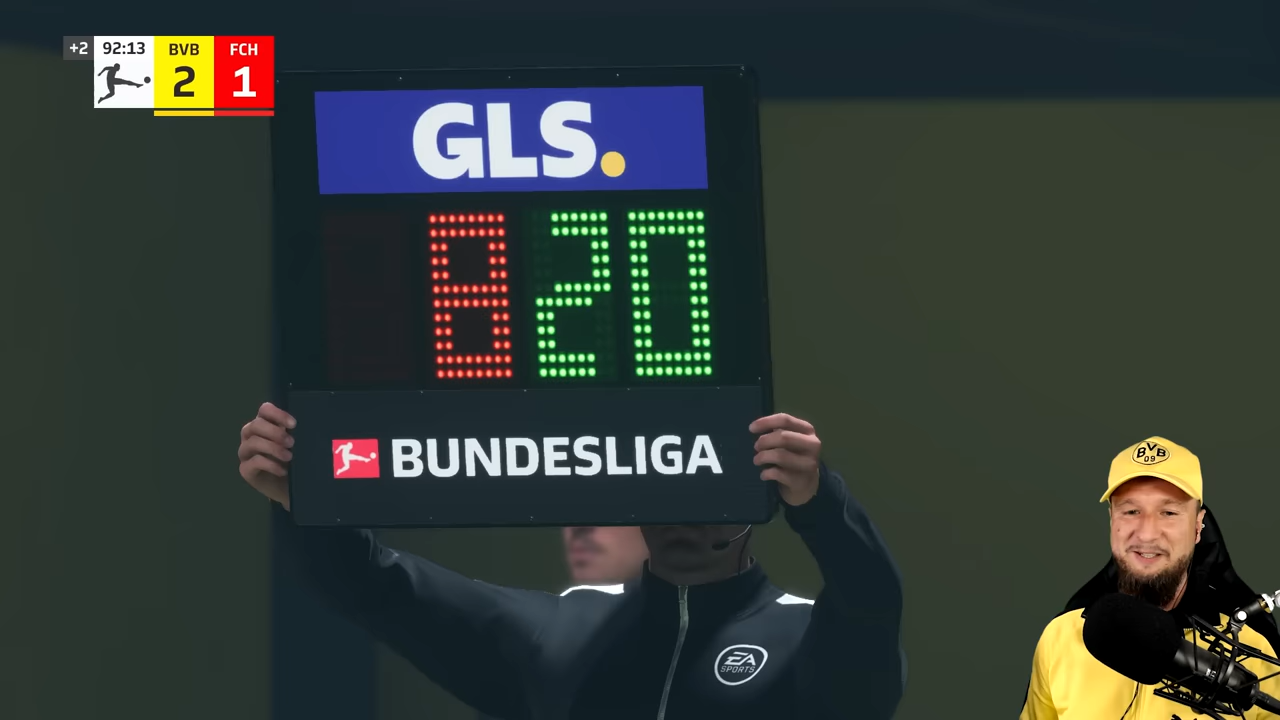 +2 92:13 BVB FCH
2 1
GLS.
8 20
BUNDESLIGA
BVB
09
EA
SPORTS